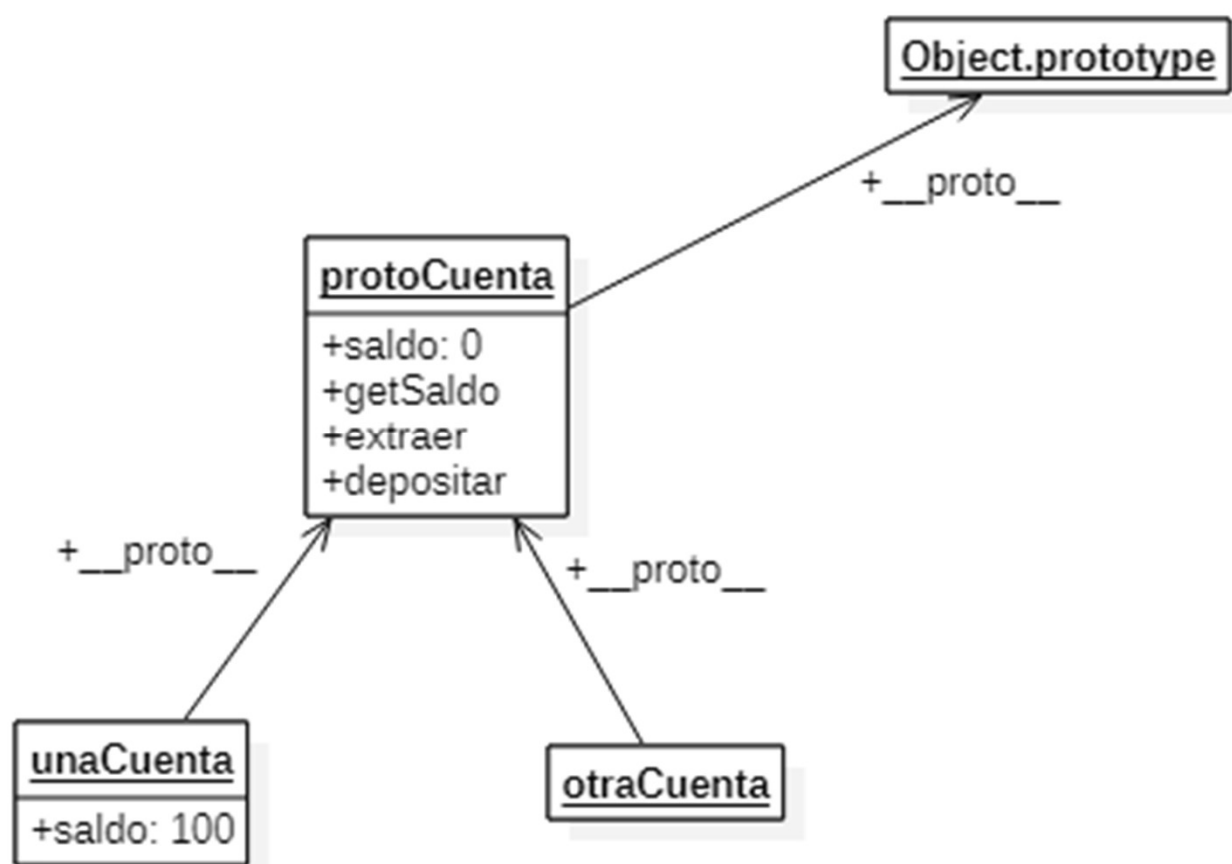 Object.prototype
+__proto__
protoCuenta
+saldo: 0
+getSaldo
+extraer
+depositar
+__proto__
+__proto__
unaCuenta
+saldo: 100
otraCuenta